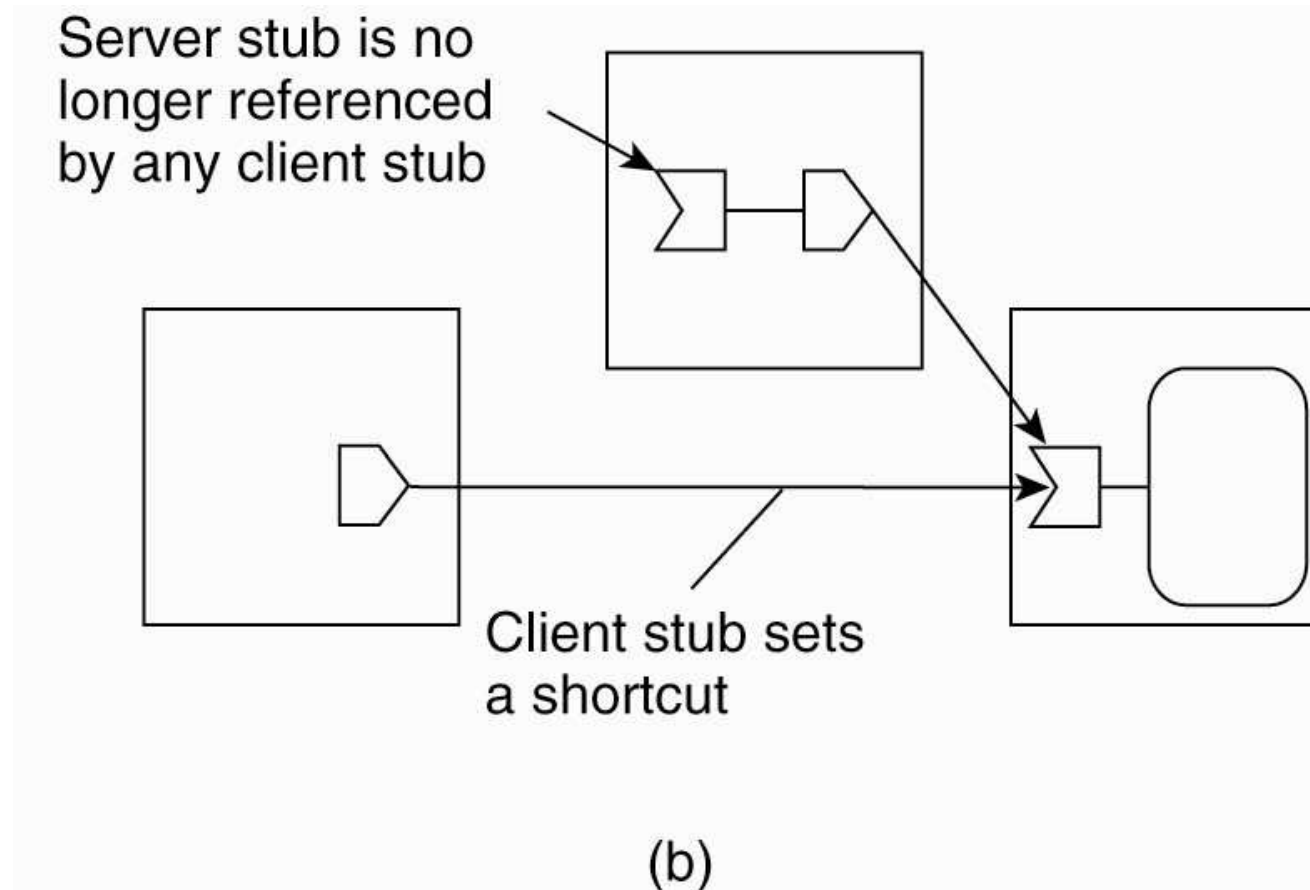 Server stub is no
longer referenced
by any client stub
Client stub sets
a shortcut
(b)